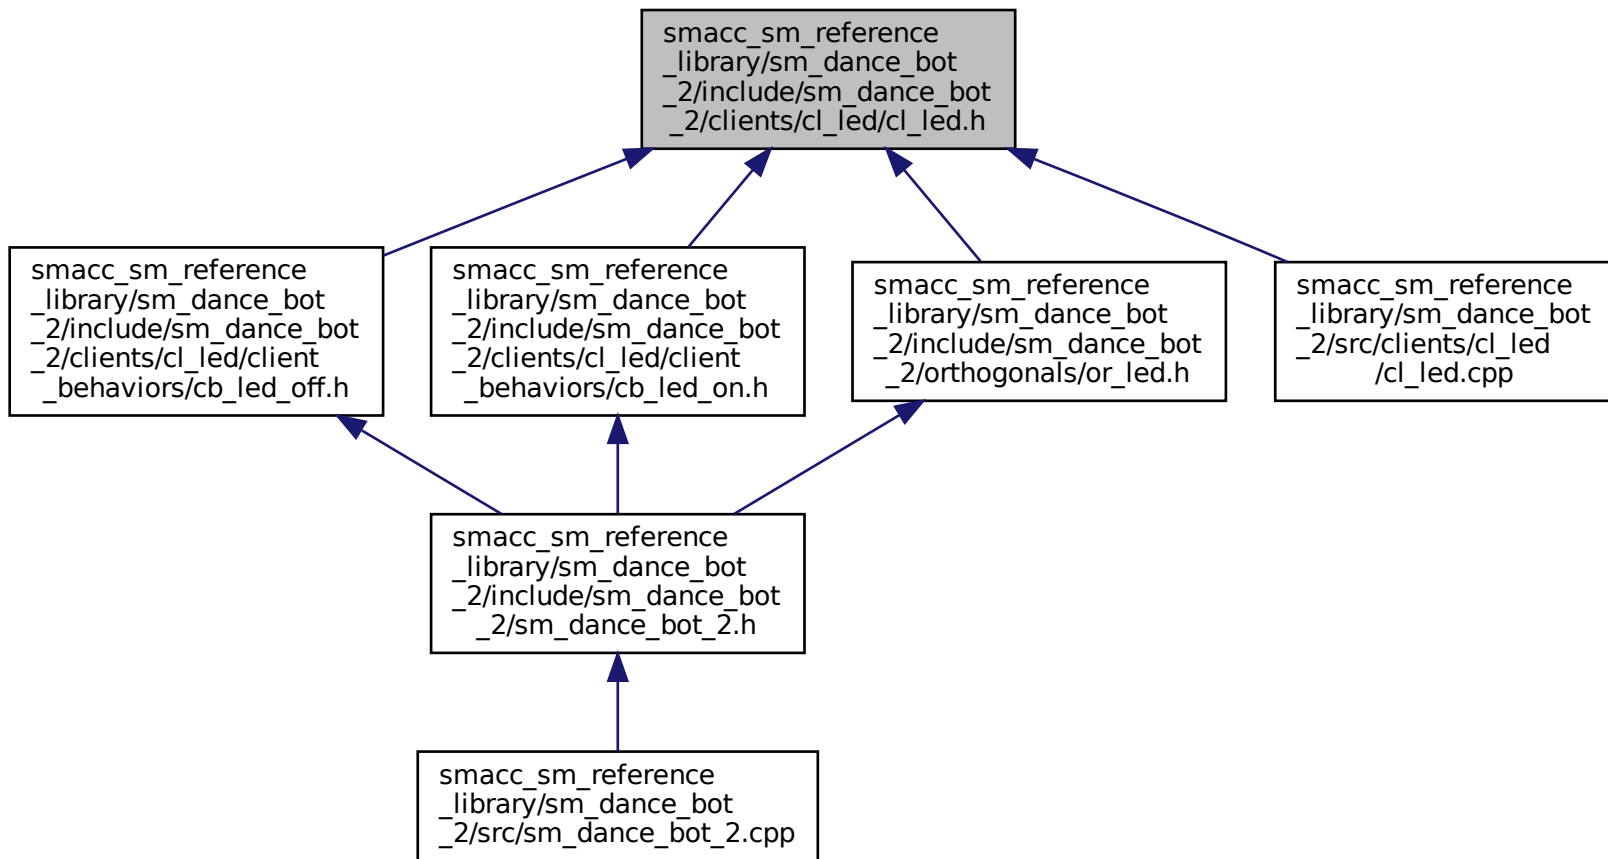 smacc_sm_reference
_library/sm_dance_bot
_2/include/sm_dance_bot
_2/clients/cl_led/cl_led.h
smacc_sm_reference
_library/sm_dance_bot
_2/include/sm_dance_bot
_2/clients/cl_led/client
_behaviors/cb_led_off.h
smacc_sm_reference
_library/sm_dance_bot
_2/include/sm_dance_bot
_2/clients/cl_led/client
_behaviors/cb_led_on.h
smacc_sm_reference
_library/sm_dance_bot
_2/include/sm_dance_bot
_2/orthogonals/or_led.h
smacc_sm_reference
_library/sm_dance_bot
_2/src/clients/cl_led
/cl_led.cpp
smacc_sm_reference
_library/sm_dance_bot
_2/include/sm_dance_bot
_2/sm_dance_bot_2.h
smacc_sm_reference
_library/sm_dance_bot
_2/src/sm_dance_bot_2.cpp